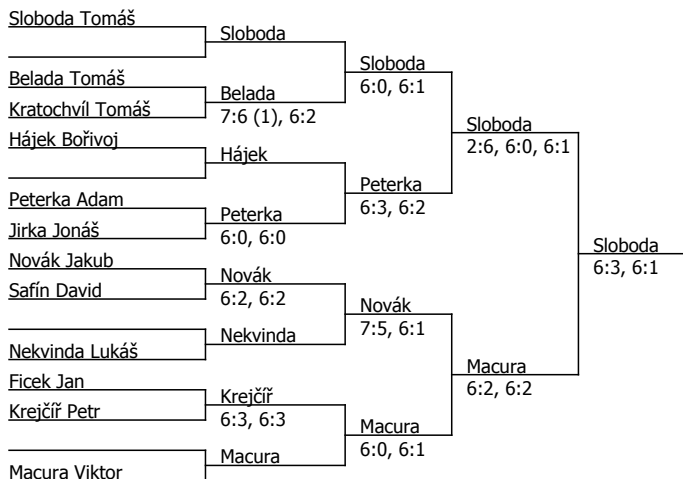 Sloboda Tomáš
Belada Tomáš
Kratochvíl Tomáš
Hájek Bořivoj
Peterka Adam
Jirka Jonáš
Novák Jakub
Safín David
Nekvinda Lukáš
Ficek Jan
Krejčíř Petr
Macura Viktor
Sloboda
Belada
7:6 (1), 6:2
Hájek
Peterka
6:0, 6:0
Novák
6:2, 6:2
Nekvinda
Krejčíř
6:3, 6:3
Macura
Sloboda
6:0, 6:1
Peterka
6:3, 6:2
Novák
7:5, 6:1
Macura
6:0, 6:1
Sloboda
2:6, 6:0, 6:1
Macura
6:2, 6:2
Sloboda
6:3, 6:1